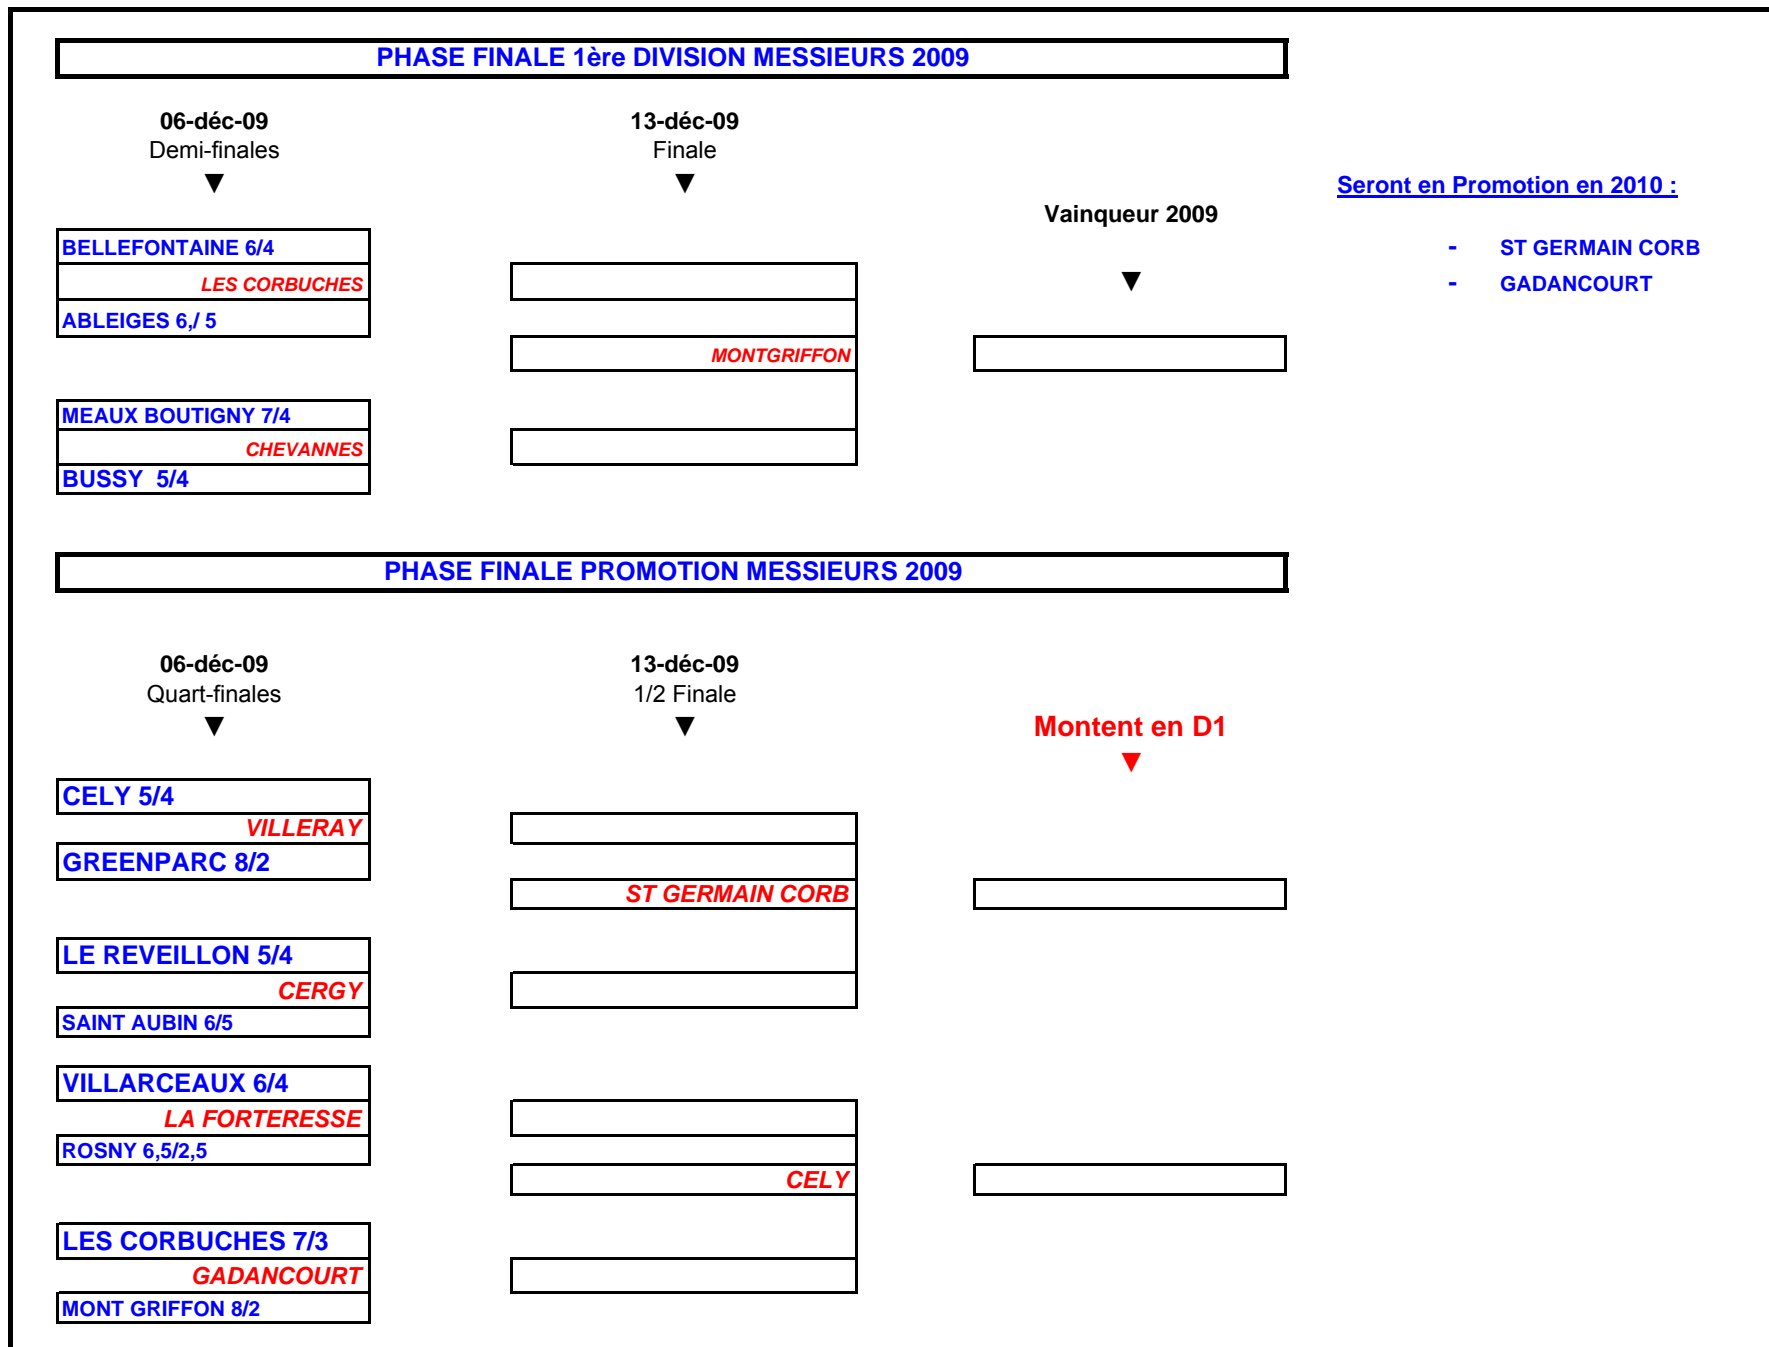 PHASE FINALE 1ère DIVISION MESSIEURS 2009
06-déc-09
Demi-finales
▼
13-déc-09
Finale
▼
Vainqueur 2009
▼
Seront en Promotion en 2010 :
- ST GERMAIN CORB
- GADANCOURT
BELLEFONTAINE 6/4
LES CORBUCHES
ABLEIGES 6,/ 5
MONTGRIFFON
MEAUX BOUTIGNY 7/4
CHEVANNES
BUSSY  5/4
PHASE FINALE PROMOTION MESSIEURS 2009
06-déc-09
Quart-finales
▼
13-déc-09
1/2 Finale
▼
Montent en D1
▼
CELY 5/4
VILLERAY
GREENPARC 8/2
ST GERMAIN CORB
LE REVEILLON 5/4
CERGY
SAINT AUBIN 6/5
VILLARCEAUX 6/4
LA FORTERESSE
ROSNY 6,5/2,5
CELY
LES CORBUCHES 7/3
GADANCOURT
MONT GRIFFON 8/2